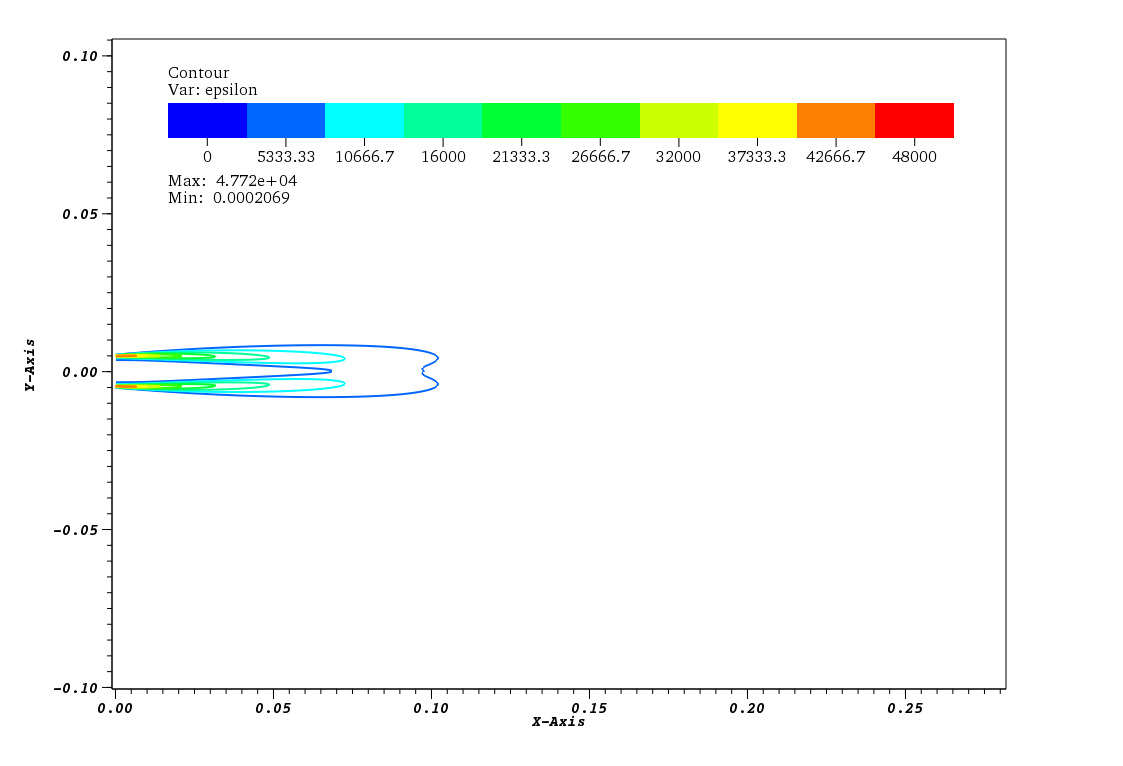 Contour
Var: epsilon
0 5333.33 10666.7 16000 21333.3 26666.7 32000 37333.3 42666.7 48000
Max: 4.772e+04
Min: 0.0002069
0.10
0.05
0.00
-0.05
-0.10
Y-Axis
0.00 0.05 0.10 0.15 0.20 0.25
X-Axis